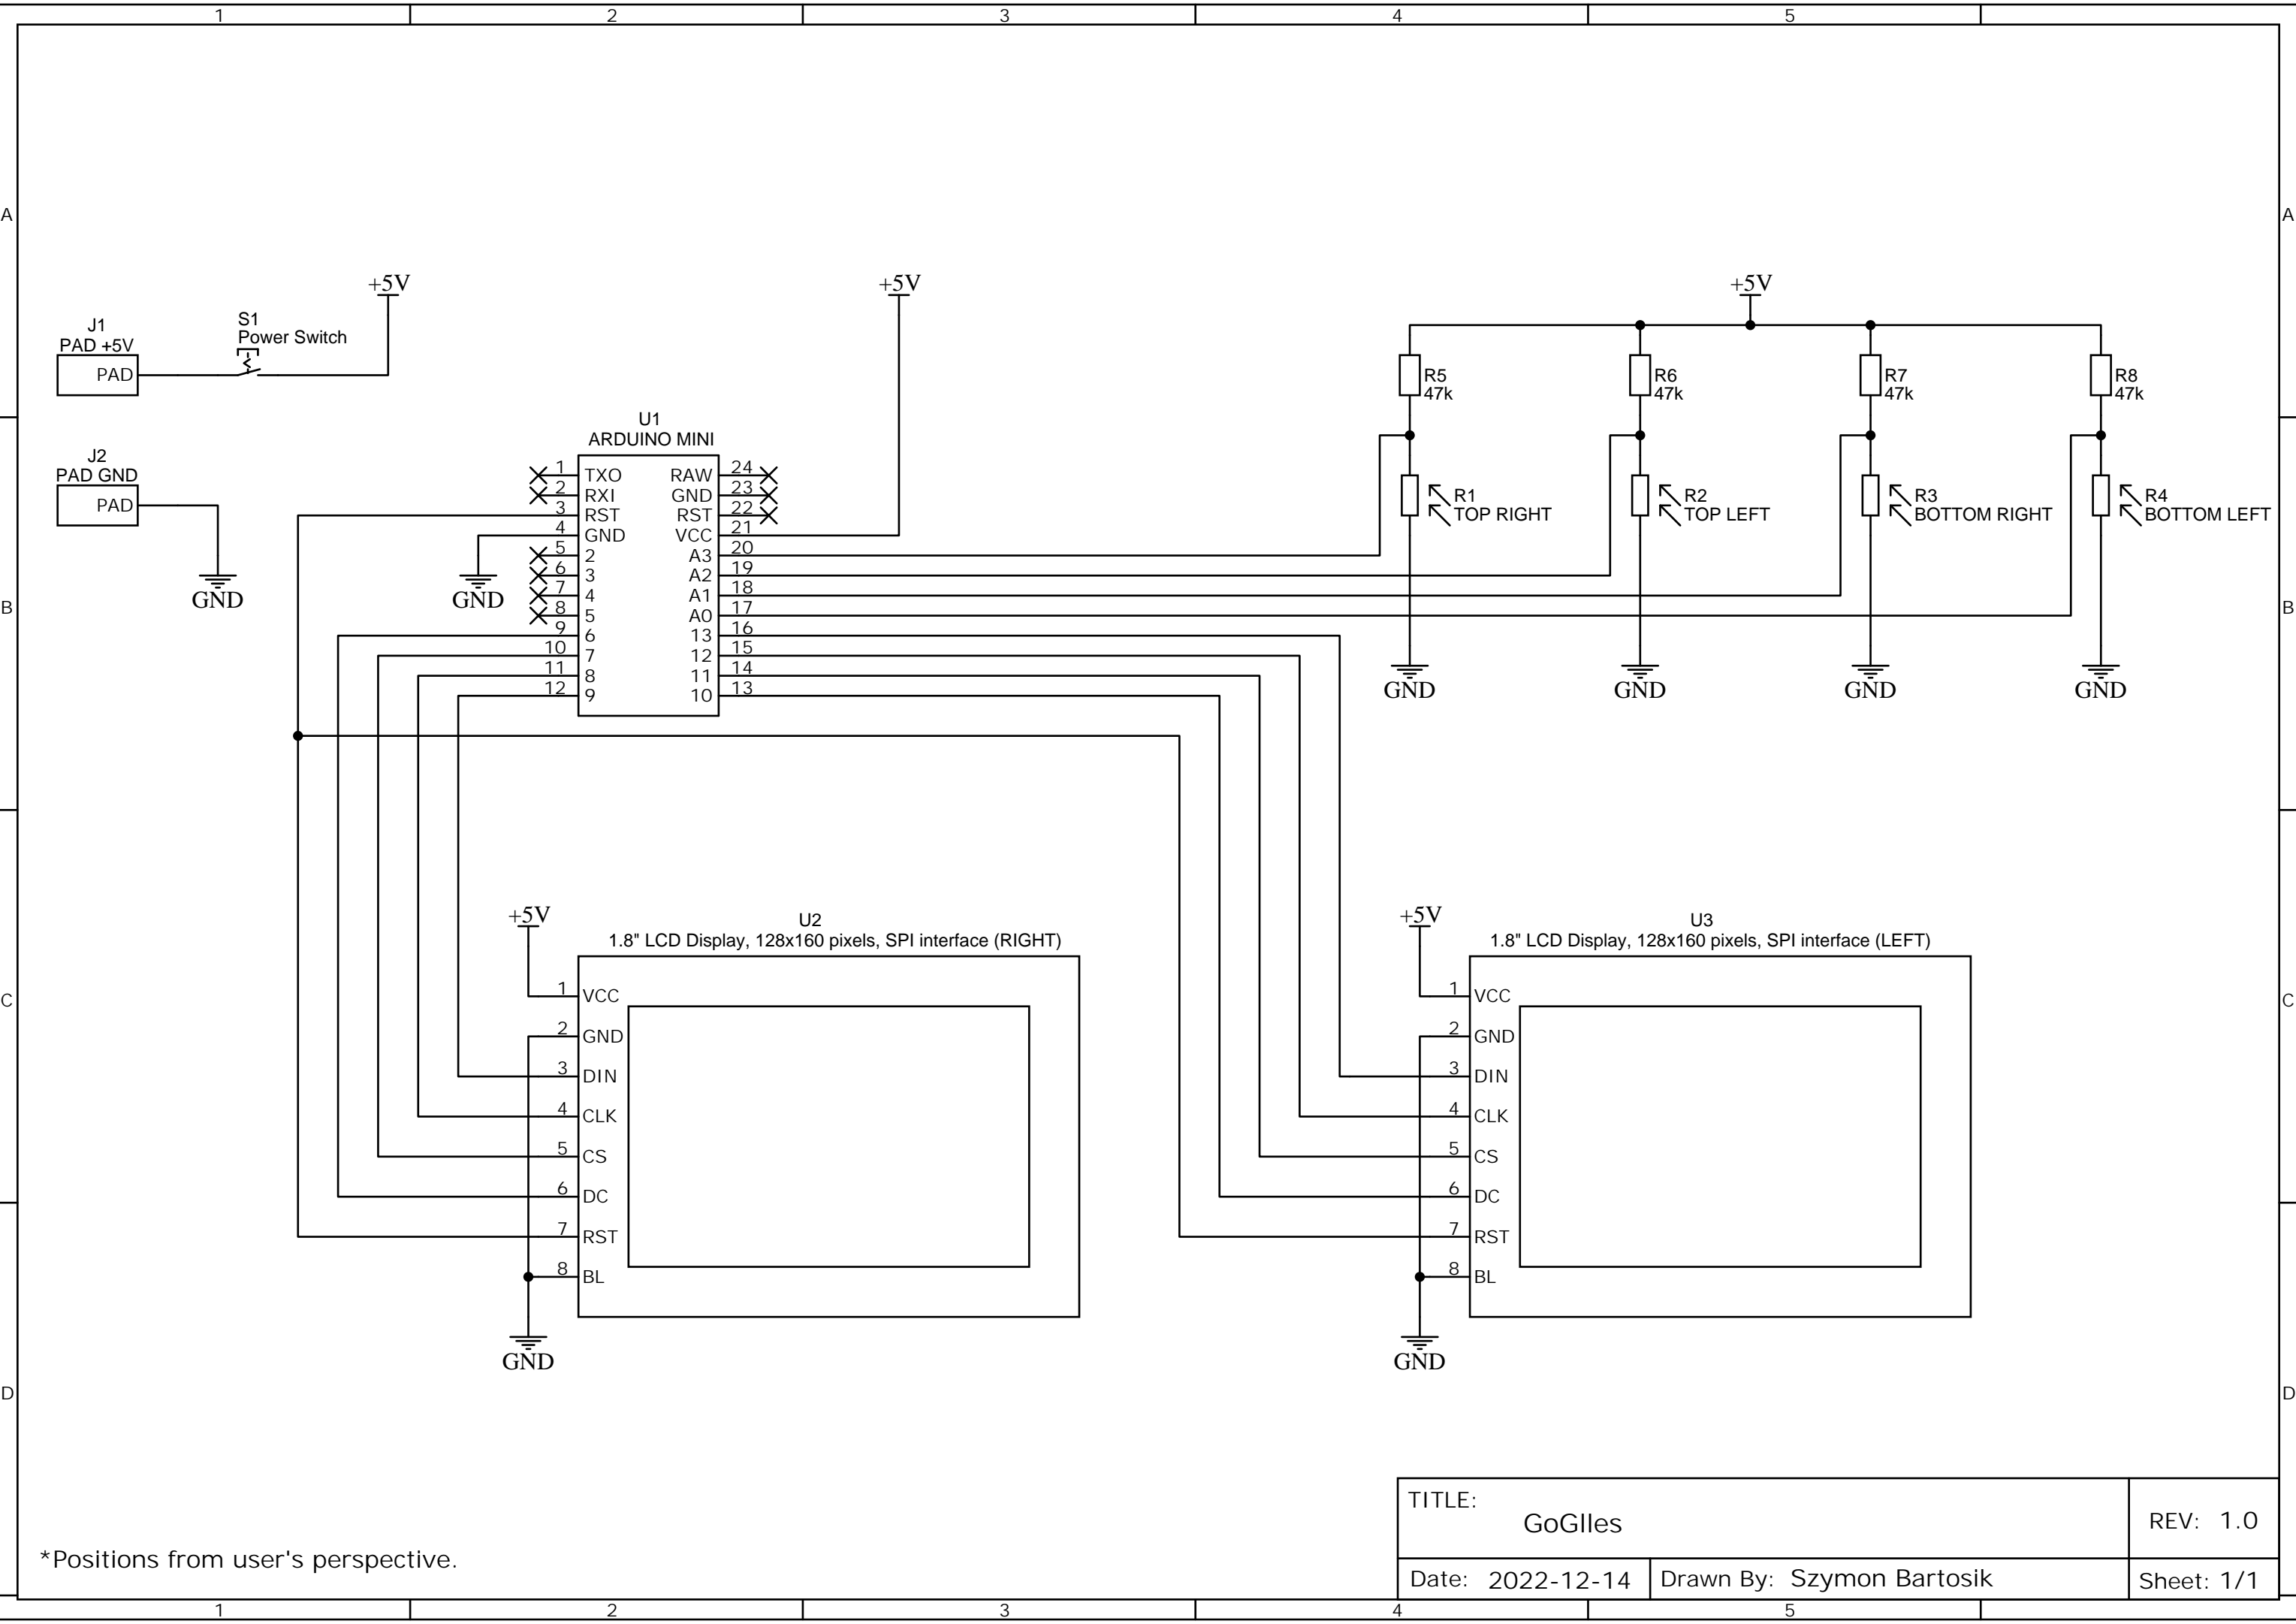 1 2 3 4 5
A A
B B
C C
D D
+5V
J1
PAD +5V
PAD
S1
Power Switch
J2
PAD GND
PAD
GND
+5V
U1
ARDUINO MINI
1 TXO RAW 24
2 RXI GND 23
3 RST RST 22
4 GND VCC 21
5 2 A3 20
6 3 A2 19
7 4 A1 18
8 5 A0 17
9 6 13 16
10 7 12 15
11 8 11 14
12 9 10 13
GND
+5V
R5
47k
R6
47k
R7
47k
R8
47k
R1
TOP RIGHT
R2
TOP LEFT
R3
BOTTOM RIGHT
R4
BOTTOM LEFT
GND GND GND GND
+5V
U2
1.8" LCD Display, 128x160 pixels, SPI interface (RIGHT)
1 VCC
2 GND
3 DIN
4 CLK
5 CS
6 DC
7 RST
8 BL
GND
+5V
U3
1.8" LCD Display, 128x160 pixels, SPI interface (LEFT)
1 VCC
2 GND
3 DIN
4 CLK
5 CS
6 DC
7 RST
8 BL
GND
*Positions from user's perspective.
TITLE:
GoGIles
REV: 1.0
Date: 2022-12-14
Drawn By: Szymon Bartosik
Sheet: 1/1
1 2 3 4 5